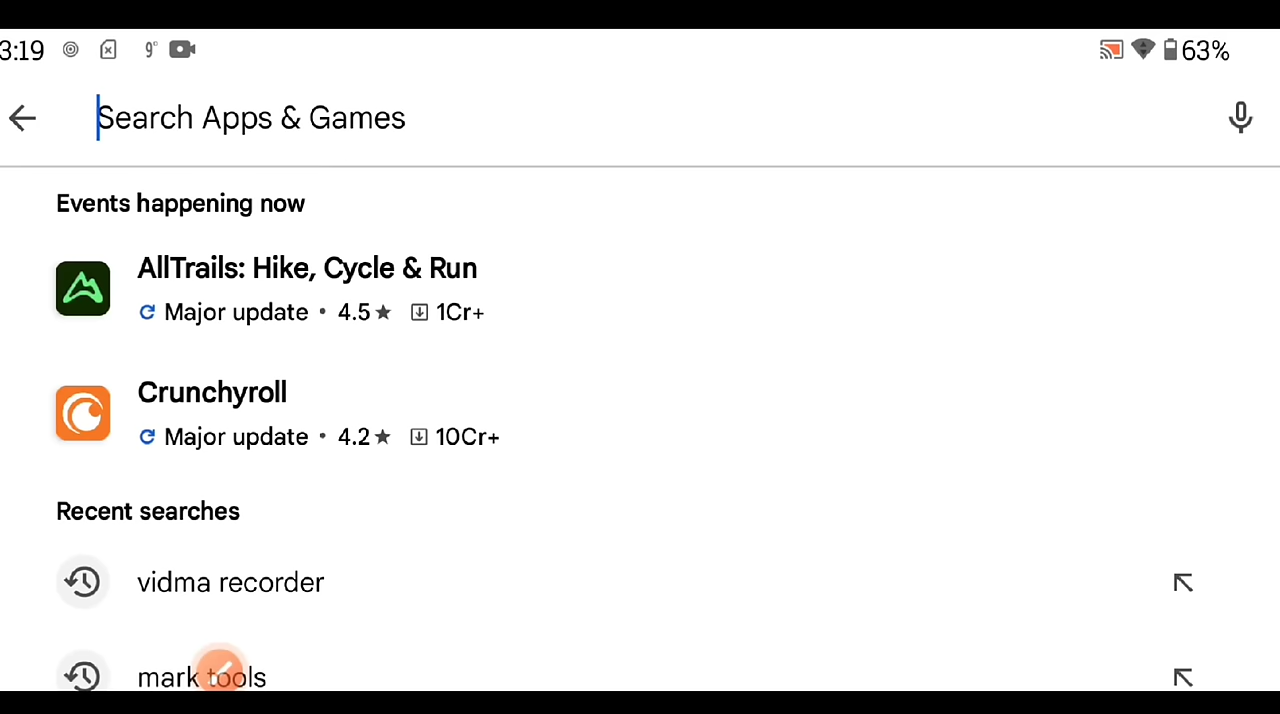 3:19 9° 63%
Search Apps & Games
Events happening now
AllTrails: Hike, Cycle & Run
Major update • 4.5★ 1Cr+
Crunchyroll
Major update • 4.2★ 10Cr+
Recent searches
vidma recorder
mark tools